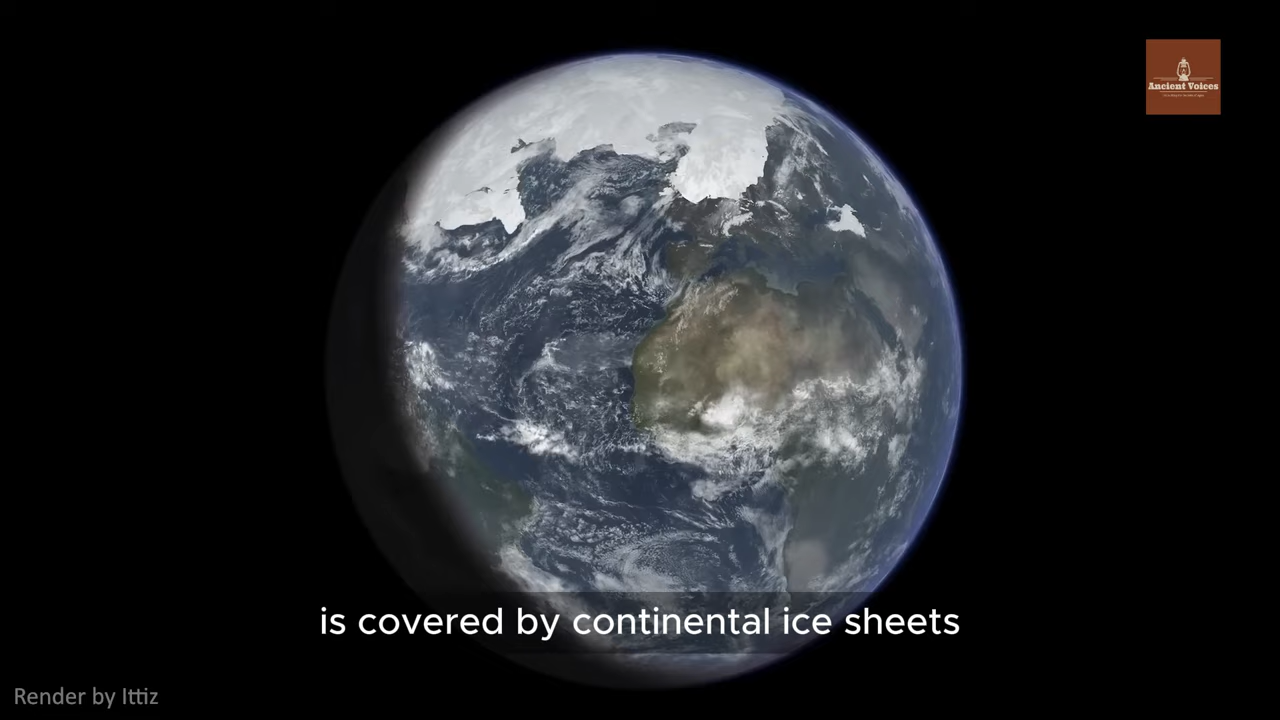 Ancient Voices
is covered by continental ice sheets
Render by Ittiz